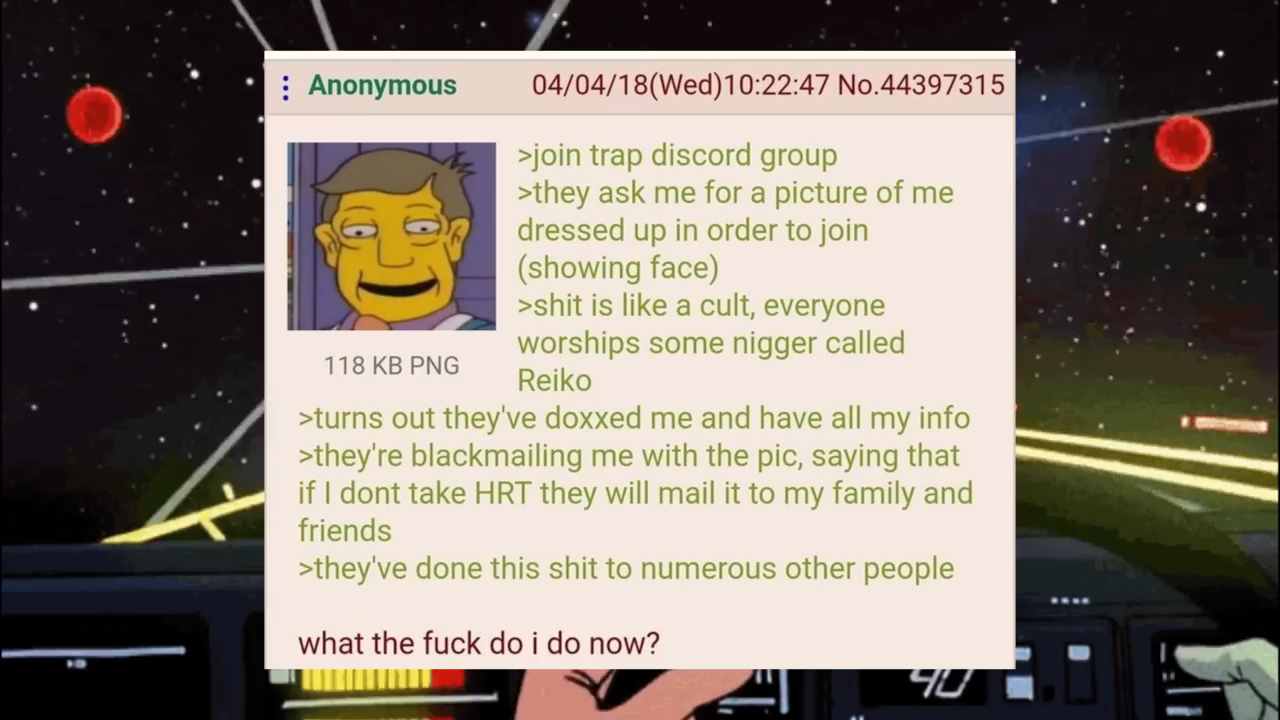 Anonymous 04/04/18(Wed)10:22:47 No.44397315
>join trap discord group
>they ask me for a picture of me
dressed up in order to join
(showing face)
>shit is like a cult, everyone
worships some nigger called
Reiko
118 KB PNG
>turns out they've doxxed me and have all my info
>they're blackmailing me with the pic, saying that
if I dont take HRT they will mail it to my family and
friends
>they've done this shit to numerous other people
what the fuck do i do now?
40